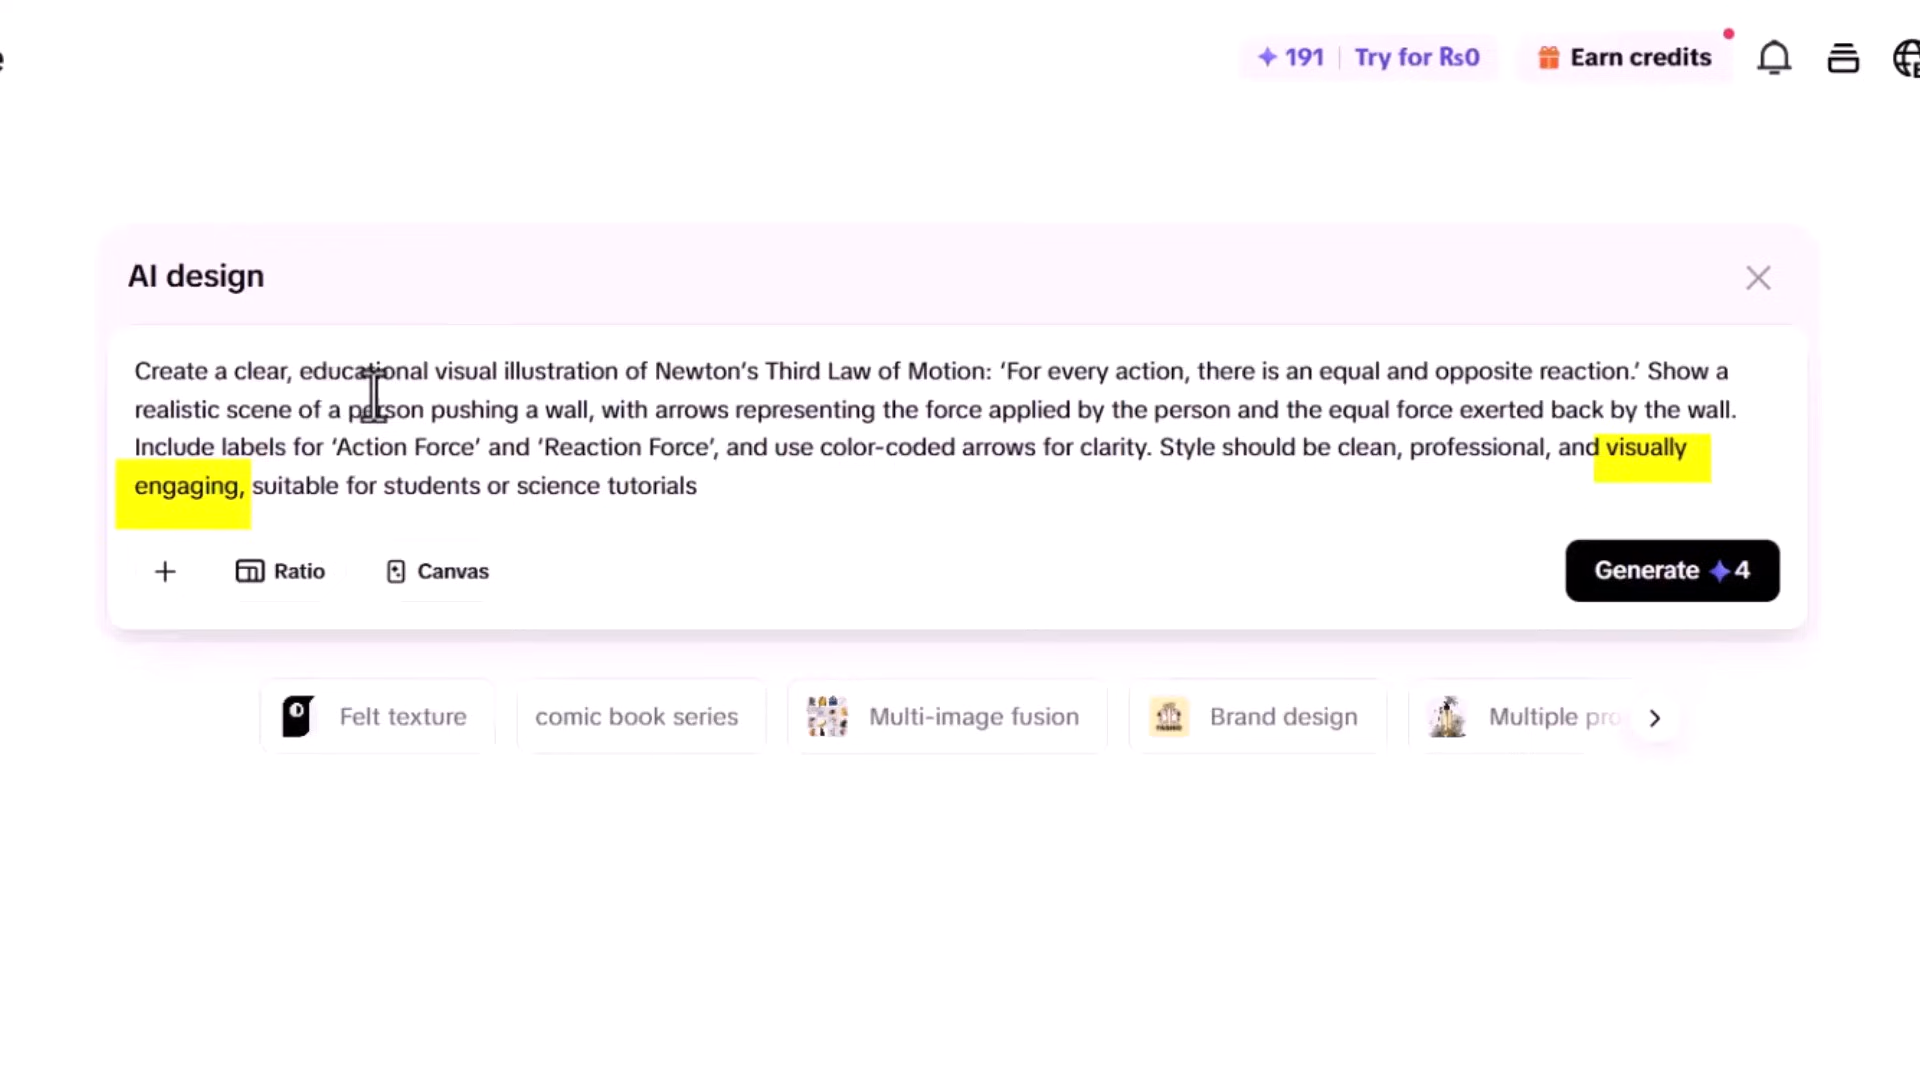 191 Try for Rs0 Earn credits
AI design
Create a clear, educational visual illustration of Newton’s Third Law of Motion: ‘For every action, there is an equal and opposite reaction.’ Show a
realistic scene of a person pushing a wall, with arrows representing the force applied by the person and the equal force exerted back by the wall.
Include labels for ‘Action Force’ and ‘Reaction Force’, and use color-coded arrows for clarity. Style should be clean, professional, and visually
engaging, suitable for students or science tutorials
Ratio Canvas Generate 4
Felt texture comic book series Multi-image fusion Brand design Multiple